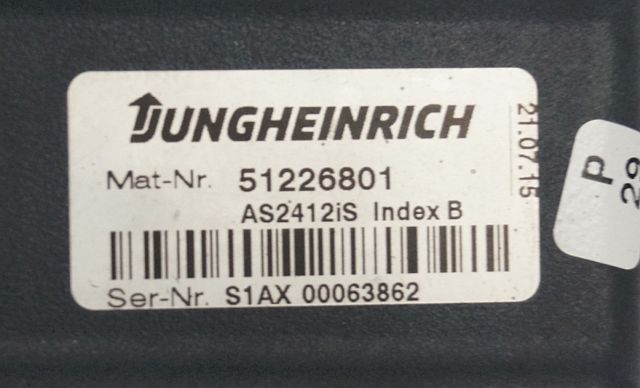 JUNGHEINRICH
Mat-Nr. 51226801
AS2412iS Index B
Ser-Nr. S1AX 00063862
21.07.15
P
29